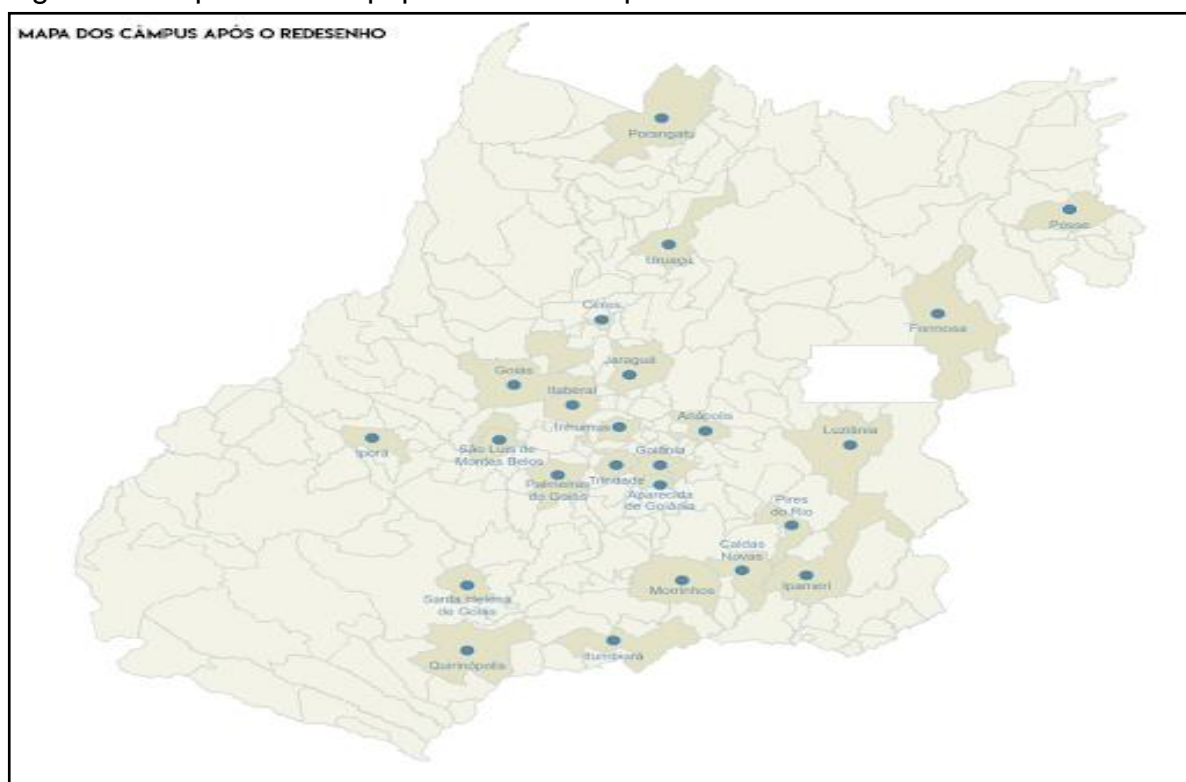 MAPA DOS CÂMPUS APÓS O REDESENHO
Porangatu
Posse
Uruaçu
Ceres
Formosa
Jaraguá
Goiás
Itaberaí
Inhumas
Anápolis
Luziânia
Iporá
São Luís de
Montes Belos
Goiânia
Palmeiras
de Goiás
Trindade
Aparecida
de Goiânia
Pires
do Rio
Caldas
Novas
Morrinhos
Ipameri
Santa Helena
de Goiás
Itumbiara
Quirinópolis